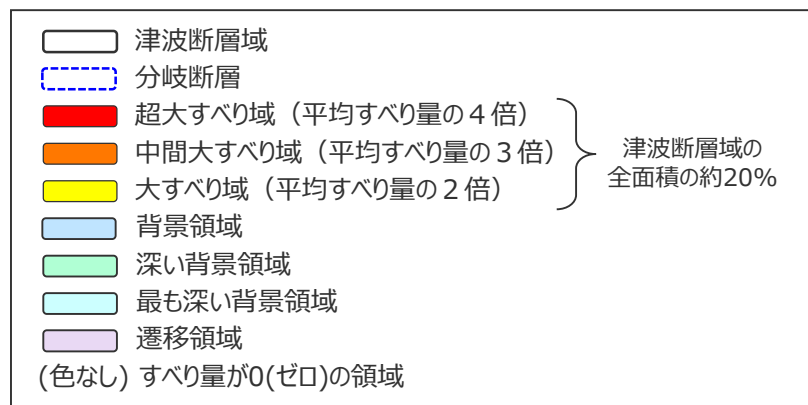 津波断層域
分岐断層
超大すべり域（平均すべり量の４倍）
中間大すべり域（平均すべり量の３倍）
大すべり域（平均すべり量の２倍）
津波断層域の
全面積の約20%
背景領域
深い背景領域
最も深い背景領域
遷移領域
(色なし) すべり量が0(ゼロ)の領域